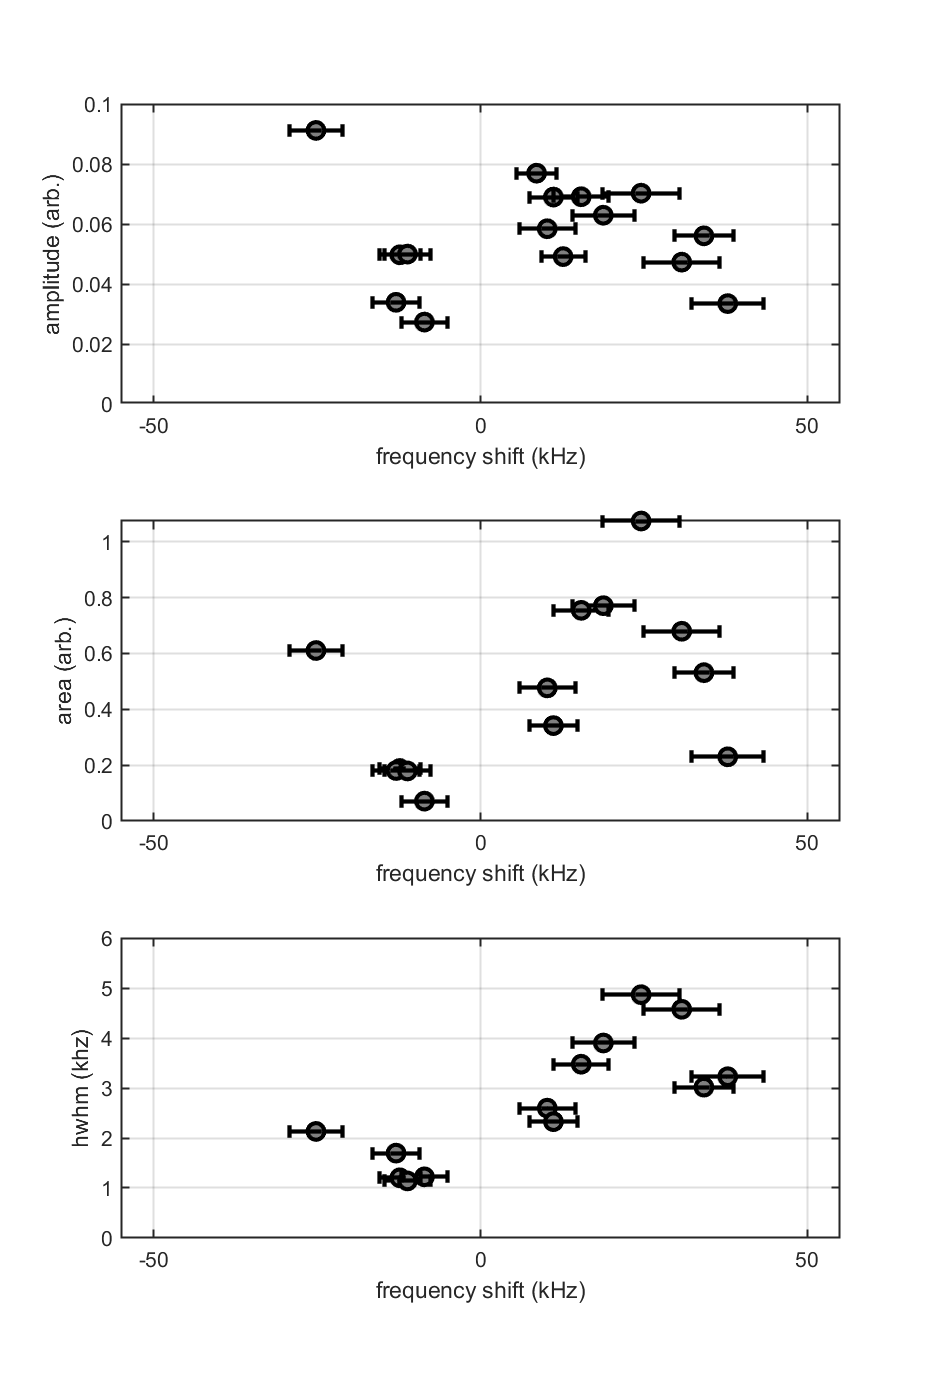 0.1
0.08
0.06
0.04
0.02
0
amplitude (arb.)
-50 0 50
frequency shift (kHz)
1
0.8
0.6
0.4
0.2
0
area (arb.)
-50 0 50
frequency shift (kHz)
6
5
4
3
2
1
0
hwhm (khz)
-50 0 50
frequency shift (kHz)